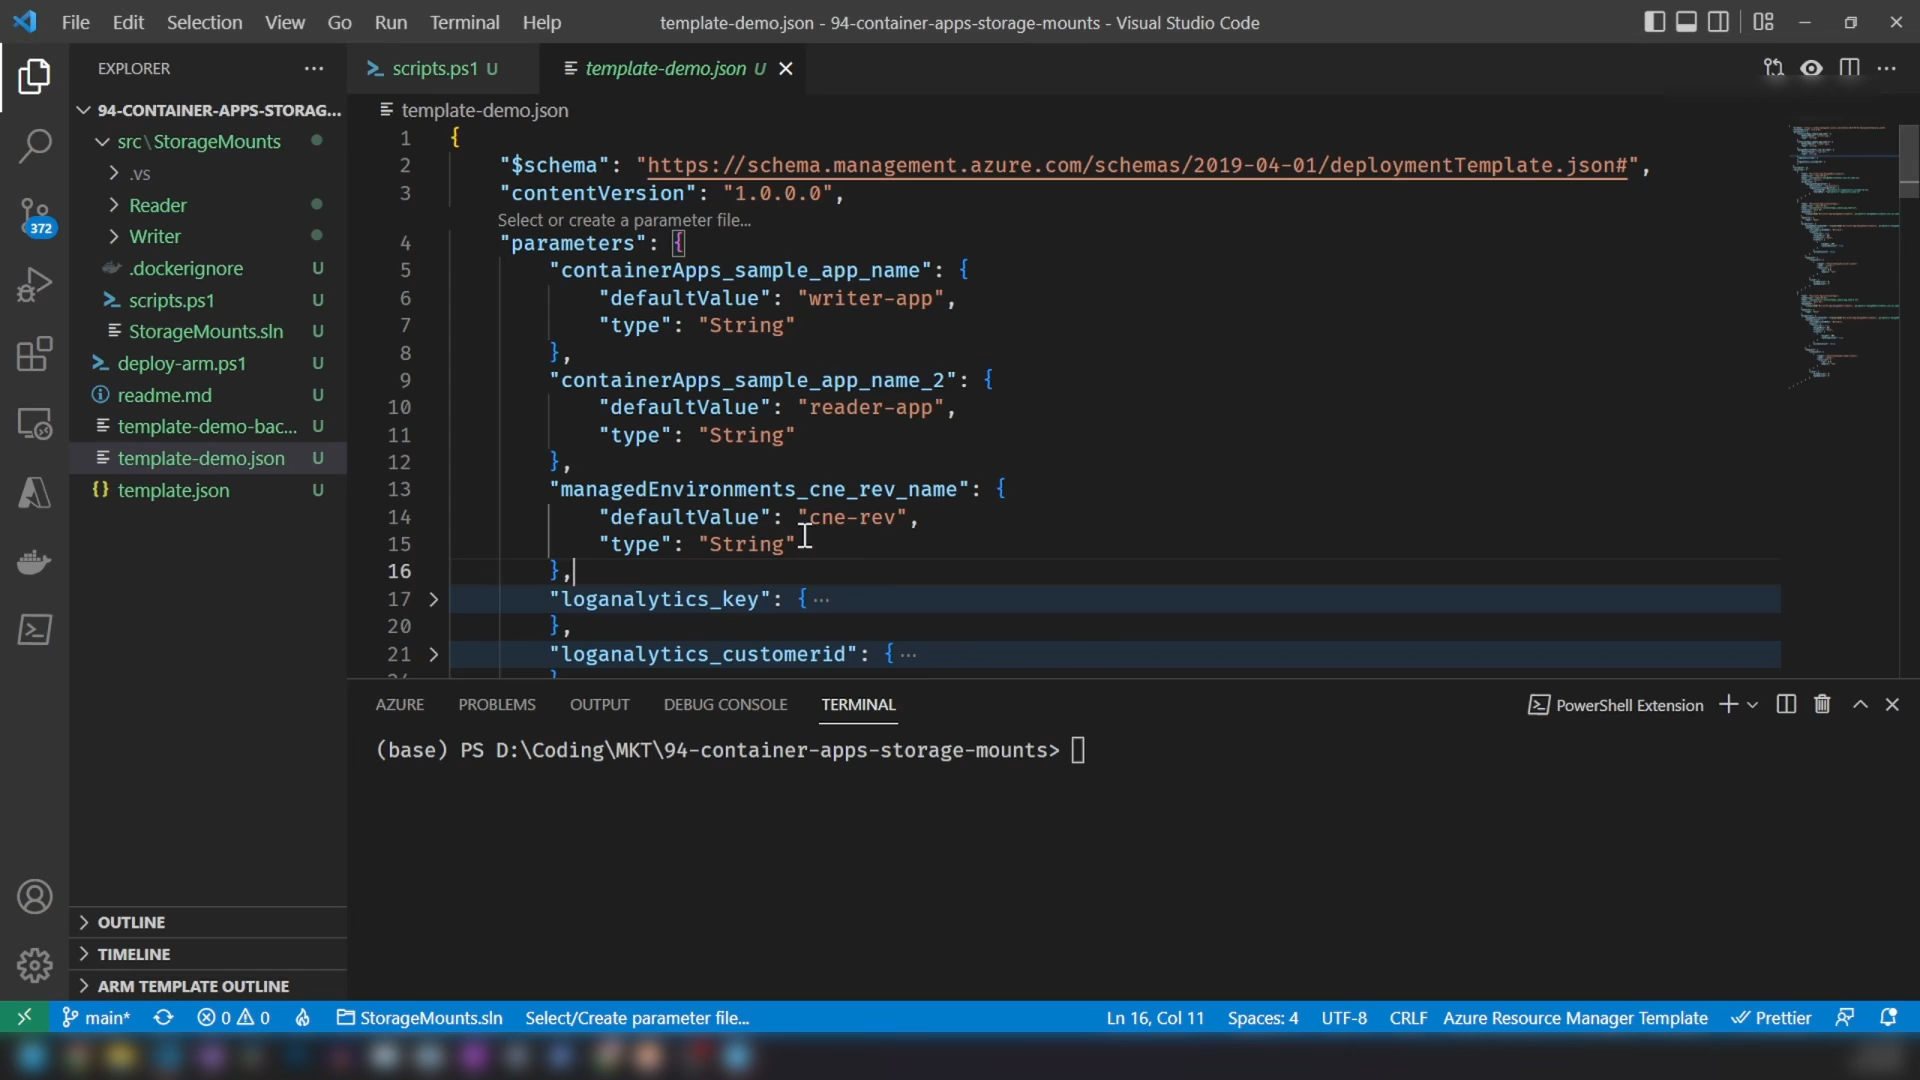 File Edit Selection View Go Run Terminal Help
template-demo.json - 94-container-apps-storage-mounts - Visual Studio Code
EXPLORER
94-CONTAINER-APPS-STORAG...
src\StorageMounts
.vs
Reader
Writer
.dockerignore U
scripts.ps1 U
StorageMounts.sln U
deploy-arm.ps1 U
readme.md U
template-demo-bac... U
template-demo.json U
template.json U
372
OUTLINE
TIMELINE
ARM TEMPLATE OUTLINE
scripts.ps1 U
template-demo.json U
template-demo.json
1 {
2 "$schema": "https://schema.management.azure.com/schemas/2019-04-01/deploymentTemplate.json#",
3 "contentVersion": "1.0.0.0",
Select or create a parameter file...
4 "parameters": {
5 "containerApps_sample_app_name": {
6 "defaultValue": "writer-app",
7 "type": "String"
8 },
9 "containerApps_sample_app_name_2": {
10 "defaultValue": "reader-app",
11 "type": "String"
12 },
13 "managedEnvironments_cne_rev_name": {
14 "defaultValue": "cne-rev",
15 "type": "String"
16 },
17 "loganalytics_key": { ...
20 },
21 "loganalytics_customerid": { ...
AZURE PROBLEMS OUTPUT DEBUG CONSOLE TERMINAL
PowerShell Extension
(base) PS D:\Coding\MKT\94-container-apps-storage-mounts>
main* 0 0 StorageMounts.sln Select/Create parameter file...
Ln 16, Col 11 Spaces: 4 UTF-8 CRLF Azure Resource Manager Template Prettier